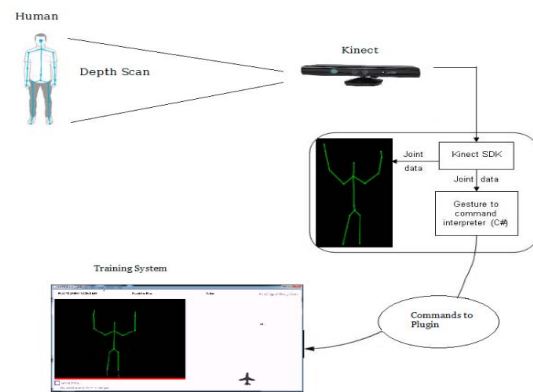 Human
Kinect
Depth Scan
Joint
data
Kinect SDK
Joint data
Gesture to
command
interpreter (C#)
Training System
Commands to
Plugin